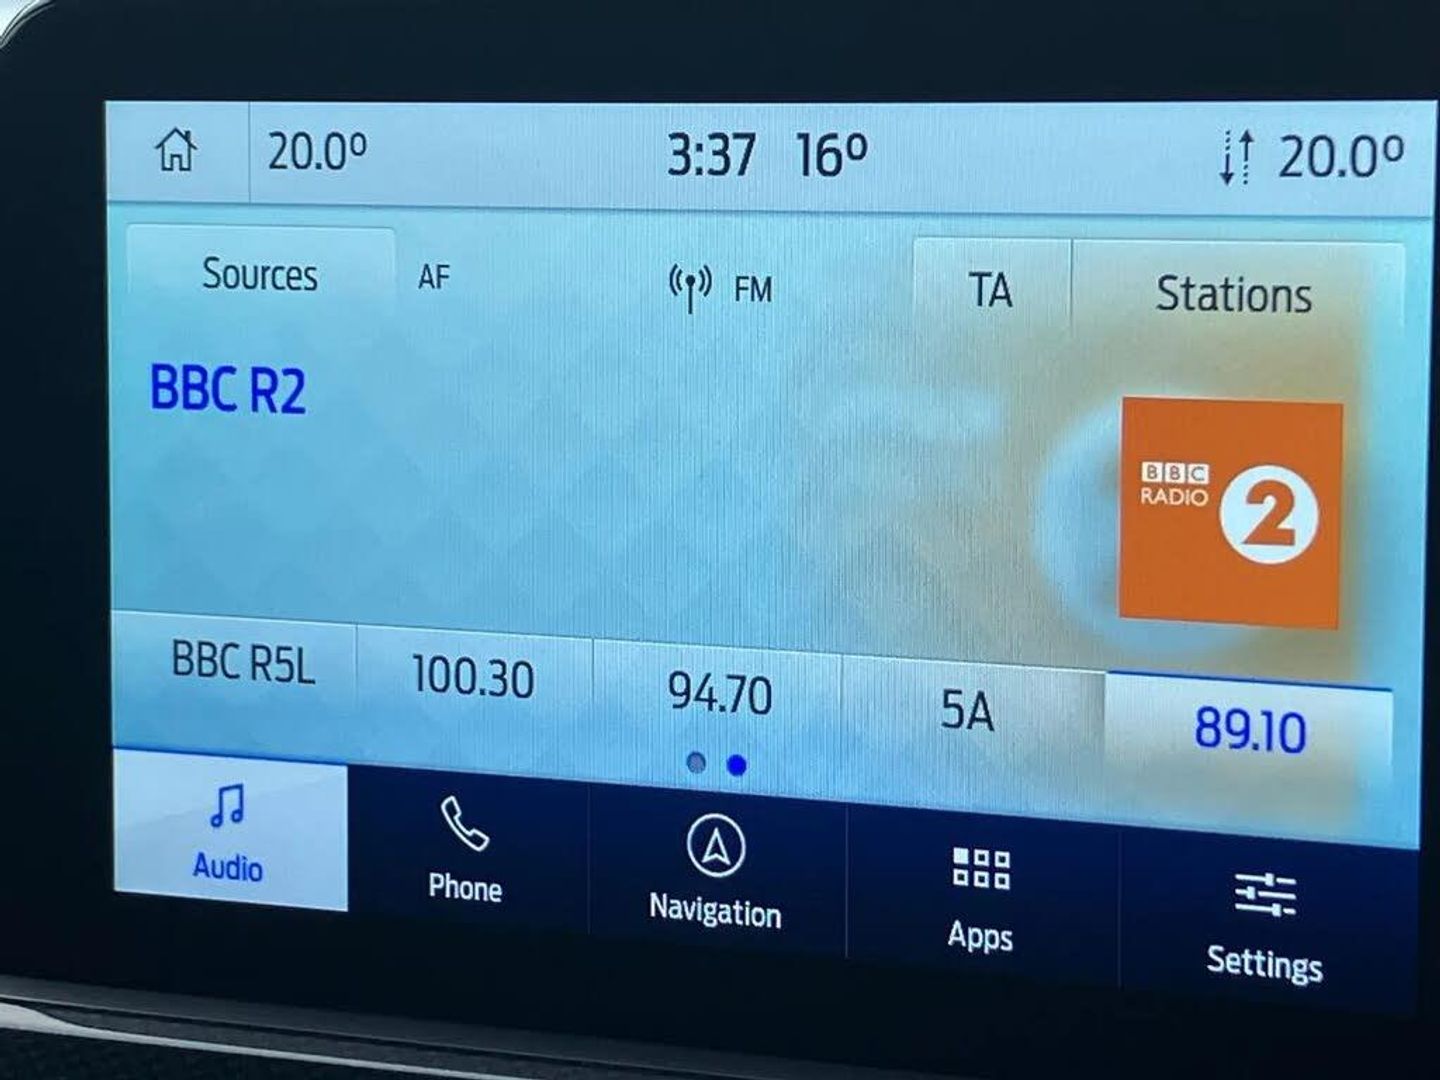 20.0º 3:37 16º 20.0º
Sources AF FM TA Stations
BBC R2
BBC
RADIO 2
BBC R5L 100.30 94.70 5A 89.10
Audio Phone Navigation Apps Settings